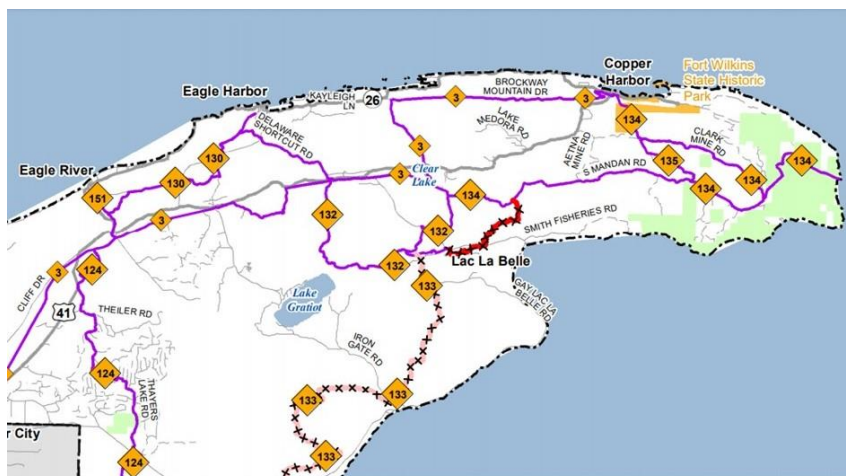 Copper
Harbor
Fort Wilkins
State Historic
Park
BROCKWAY
MOUNTAIN DR
Eagle Harbor
KAYLEIGH
LN
26
3
3
134
LAKE
MEDORA RD
AETNA
MINE RD
CLARK
MINE RD
DELAWARE
SHORTCUT RD
130
3
135
134
S MANDAN RD
Eagle River
130
3
Clear
Lake
134
134
134
151
3
132
132
SMITH FISHERIES RD
Lac La Belle
132
124
3
CLIFF DR
41
THEILER RD
Lake
Gratiot
133
GAY LAC LA
BELLE RD
IRON
GATE RD
124
THAYERS
LAKE RD
133
133
r City
124
133